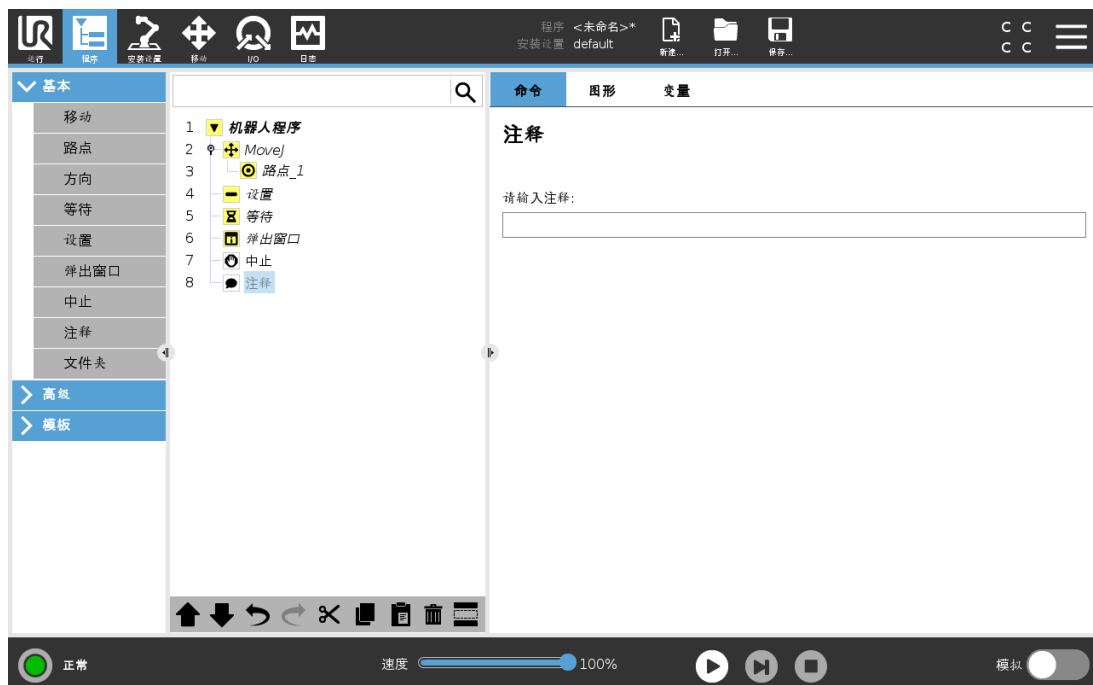 程序 <未命名>*
安装设置 default
C C
C C
运行 程序 安装设置 移动 I/O 日志 新建... 打开... 保存...
基本
移动
路点
方向
等待
设置
弹出窗口
中止
注释
文件夹
高级
模板
1 机器人程序
2 MoveJ
3 路点_1
4 设置
5 等待
6 弹出窗口
7 中止
8 注释
命令 图形 变量
注释
请输入注释:
正常
速度 100%
模拟